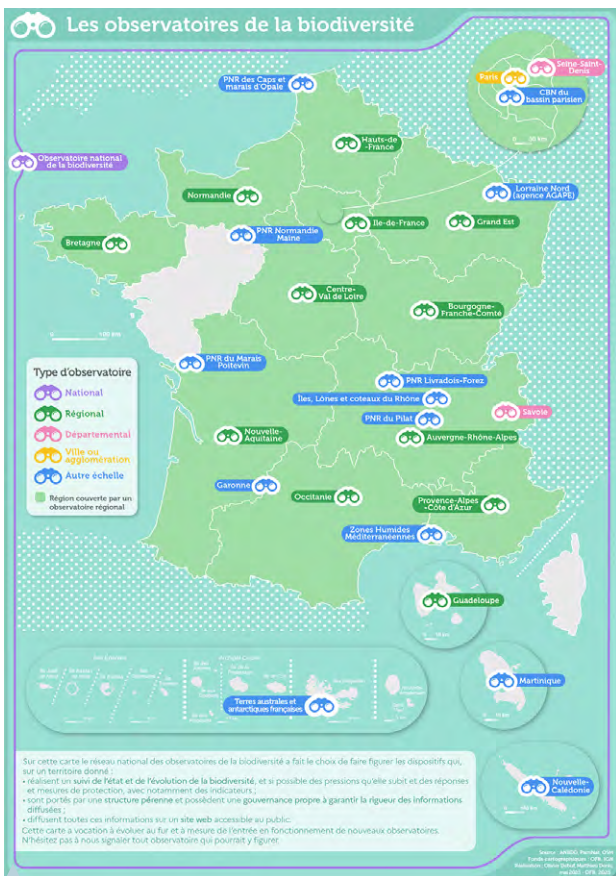 Les observatoires de la biodiversité
PNR des Caps et
marais d'Opale
Seine-Saint-
Denis
Paris
CBN du
bassin parisien
Observatoire national
de la biodiversité
Hauts-de
-France
Lorraine Nord
(agence AGAPE)
Normandie
Ile-de-France
Grand Est
PNR Normandie
Maine
Bretagne
Centre-
Val de Loire
Bourgogne-
Franche-Comté
100 km
PNR du Marais
Poitevin
PNR Livradois-Forez
Iles, Lônes et coteaux du Rhône
PNR du Pilat
Savoie
Nouvelle-
Aquitaine
Auvergne-Rhône-Alpes
Garonne
Occitanie
Provence-Alpes
-Côte d'Azur
Zones Humides
Méditerranéennes
Type d'observatoire
National
Régional
Départemental
Ville ou
agglomération
Autre échelle
Région couverte par un
observatoire régional
Guadeloupe
Martinique
Terres australes et
antarctiques françaises
Nouvelle-
Calédonie
Sur cette carte le réseau national des observatoires de la biodiversité a fait le choix de faire figurer les dispositifs qui,
sur un territoire donné :
• réalisent un suivi de l'état et de l'évolution de la biodiversité, et si possible des pressions qu'elle subit et des réponses
et mesures de protection, avec notamment des indicateurs ;
• sont portés par une structure pérenne et possèdent une gouvernance propre à garantir la rigueur des informations
diffusées ;
• diffusent toutes ces informations sur un site web accessible au public.
Cette carte a vocation à évoluer au fur et à mesure de l'entrée en fonctionnement de nouveaux observatoires.
N'hésitez pas à nous signaler tout observatoire qui pourrait y figurer.